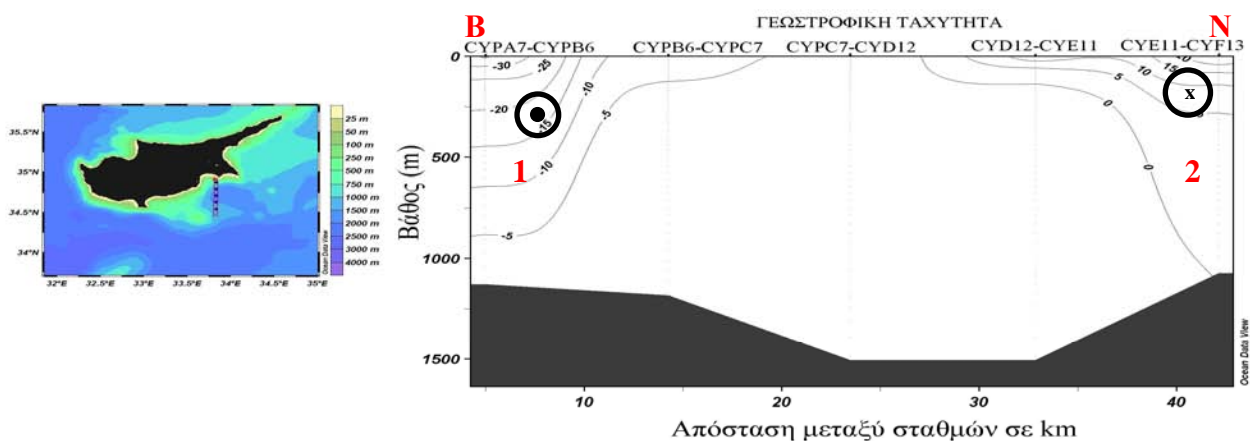 ΓΕΩΣΤΡΟΦΙΚΗ ΤΑΧΥΤΗΤΑ
B N
CYPA7-CYPB6 CYPB6-CYPC7 CYPC7-CYD12 CYD12-CYE11 CYE11-CYF13
0
500
1000
1500
Βάθος (m)
-30 -25 -20 -15 -10 -5
-10
-5
0 5 10 15
0
x
1 2
10 20 30 40
Απόσταση μεταξύ σταθμών σε km
Ocean Data View
35.5°N
35°N
34.5°N
34°N
32°E 32.5°E 33°E 33.5°E 34°E 34.5°E 35°E
25 m
50 m
100 m
250 m
500 m
750 m
1000 m
1500 m
2000 m
2500 m
3000 m
4000 m
Ocean Data View